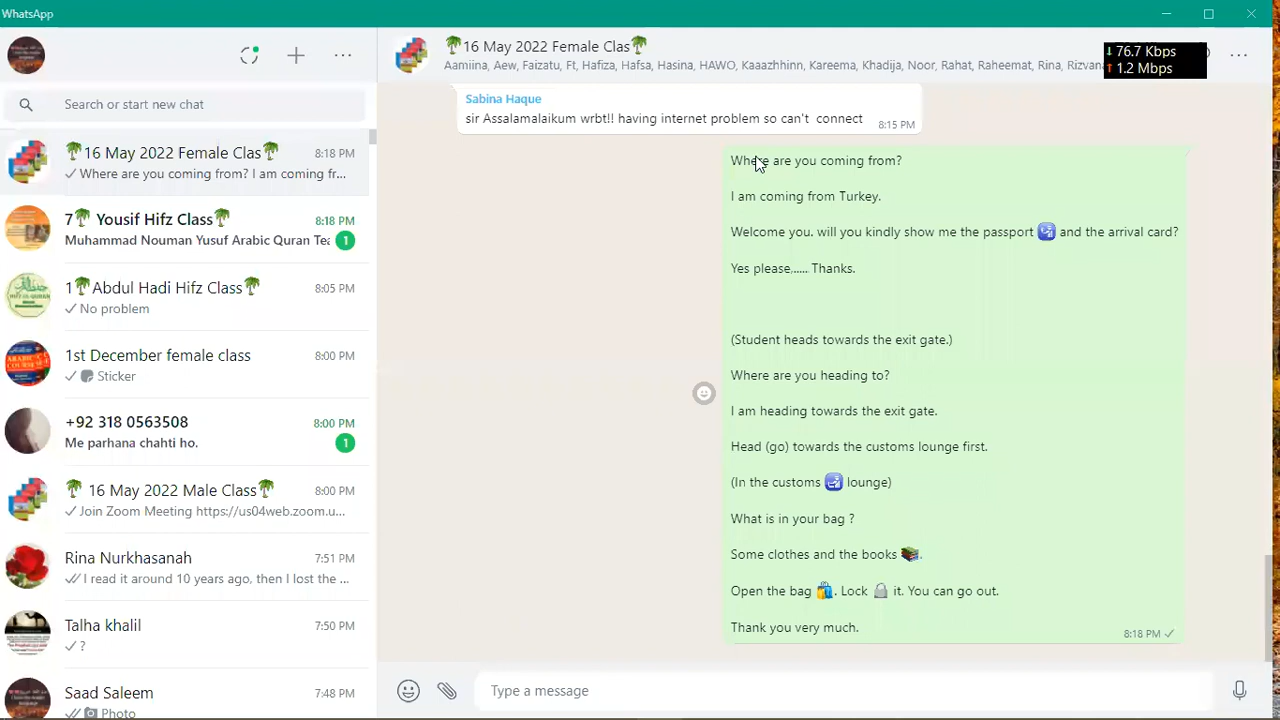 WhatsApp
Search or start new chat
🌴16 May 2022 Female Clas🌴
8:18 PM
Where are you coming from? I am coming fr...
7🌴 Yousif Hifz Class🌴
8:18 PM
Muhammad Nouman Yusuf Arabic Quran Tea
1
1🌴Abdul Hadi Hifz Class🌴
8:05 PM
No problem
1st December female class
8:00 PM
Sticker
+92 318 0563508
8:00 PM
Me parhana chahti ho.
1
🌴 16 May 2022 Male Class🌴
8:00 PM
Join Zoom Meeting https://us04web.zoom.u...
Rina Nurkhasanah
7:51 PM
I read it around 10 years ago, then I lost the ...
Talha khalil
7:50 PM
?
Saad Saleem
7:48 PM
Photo
🌴16 May 2022 Female Clas🌴
Aamiina, Aew, Faizatu, Ft, Hafiza, Hafsa, Hasina, HAWO, Kaaazhhinn, Kareema, Khadija, Noor, Rahat, Raheemat, Rina, Rizvana
↓ 76.7 Kbps
↑ 1.2 Mbps
Sabina Haque
sir Assalamalaikum wrbt!! having internet problem so can't connect
8:15 PM
Where are you coming from?
I am coming from Turkey.
Welcome you. will you kindly show me the passport 🛂 and the arrival card?
Yes please...... Thanks.
(Student heads towards the exit gate.)
Where are you heading to?
I am heading towards the exit gate.
Head (go) towards the customs lounge first.
(In the customs 🛃 lounge)
What is in your bag ?
Some clothes and the books 📚.
Open the bag 🛍. Lock 🔒 it. You can go out.
Thank you very much.
8:18 PM
Type a message